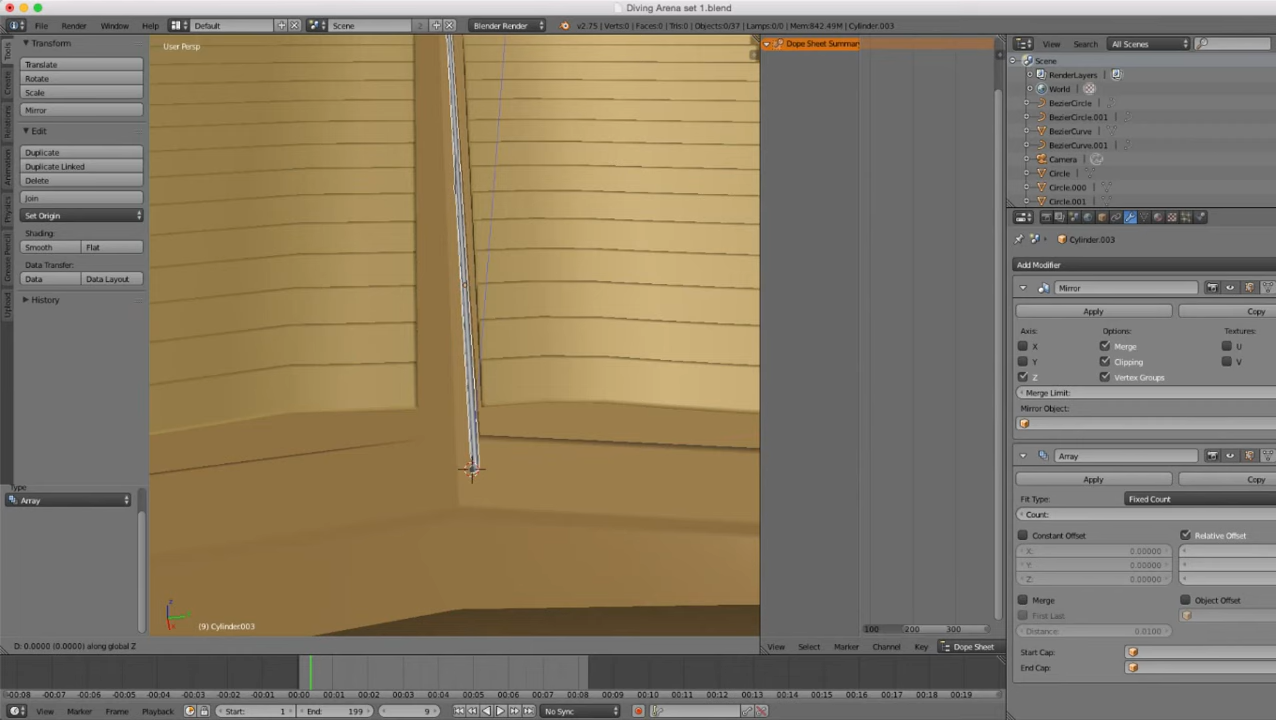 Diving Arena set 1.blend
File Render Window Help Default Scene 2 Blender Render v2.75 | Verts:0 | Faces:0 | Tris:0 | Objects:0/37 | Lamps:0/0 | Mem:842.49M | Cylinder.003
Transform
Translate
Rotate
Scale
Mirror
Edit
Duplicate
Duplicate Linked
Delete
Join
Set Origin
Shading:
Smooth Flat
Data Transfer:
Data Data Layout
History
Type
Array
Tools
Create
Relations
Animation
Physics
Grease Pencil
Upload
User Persp
(9) Cylinder.003
D: 0.0000 (0.0000) along global Z
Dope Sheet Summar
100 200 300
View Select Marker Channel Key Dope Sheet
View Search All Scenes
Scene
RenderLayers
World
BezierCircle
BezierCircle.001
BezierCurve
BezierCurve.001
Camera
Circle
Circle.000
Circle.001
Cylinder.003
Add Modifier
Mirror
Apply Copy
Axis: Options: Textures:
X Merge U
Y Clipping V
Z Vertex Groups
Merge Limit:
Mirror Object:
Array
Apply Copy
Fit Type: Fixed Count
Count:
Constant Offset Relative Offset
X: 0.00000
Y: 0.00000
Z: 0.00000
Merge Object Offset
First Last
Distance: 0.0100
Start Cap:
End Cap:
-00:08 -00:07 -00:06 -00:05 -00:04 -00:03 -00:02 -00:01 00:00 00:01 00:02 00:03 00:04 00:05 00:06 00:07 00:08 00:09 00:10 00:11 00:12 00:13 00:14 00:15 00:16 00:17 00:18 00:19
View Marker Frame Playback Start: 1 End: 199 9 No Sync